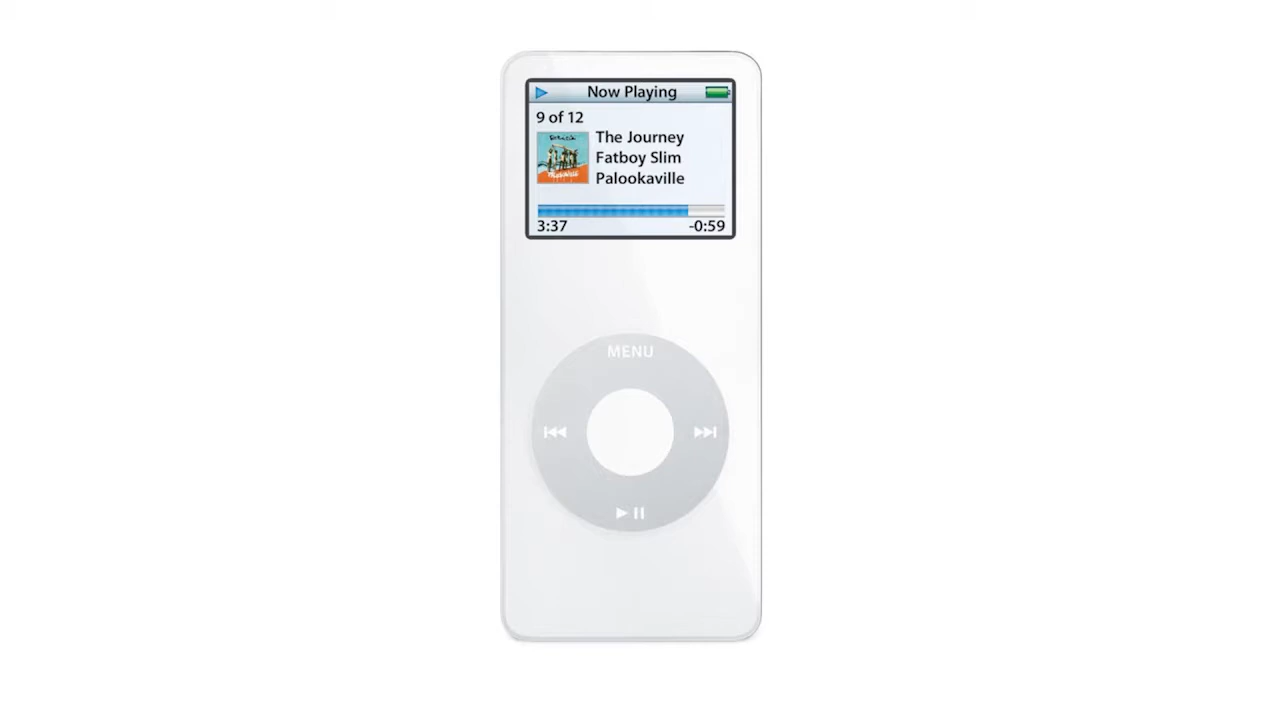 Now Playing
9 of 12
The Journey
Fatboy Slim
Palookaville
3:37 -0:59
MENU